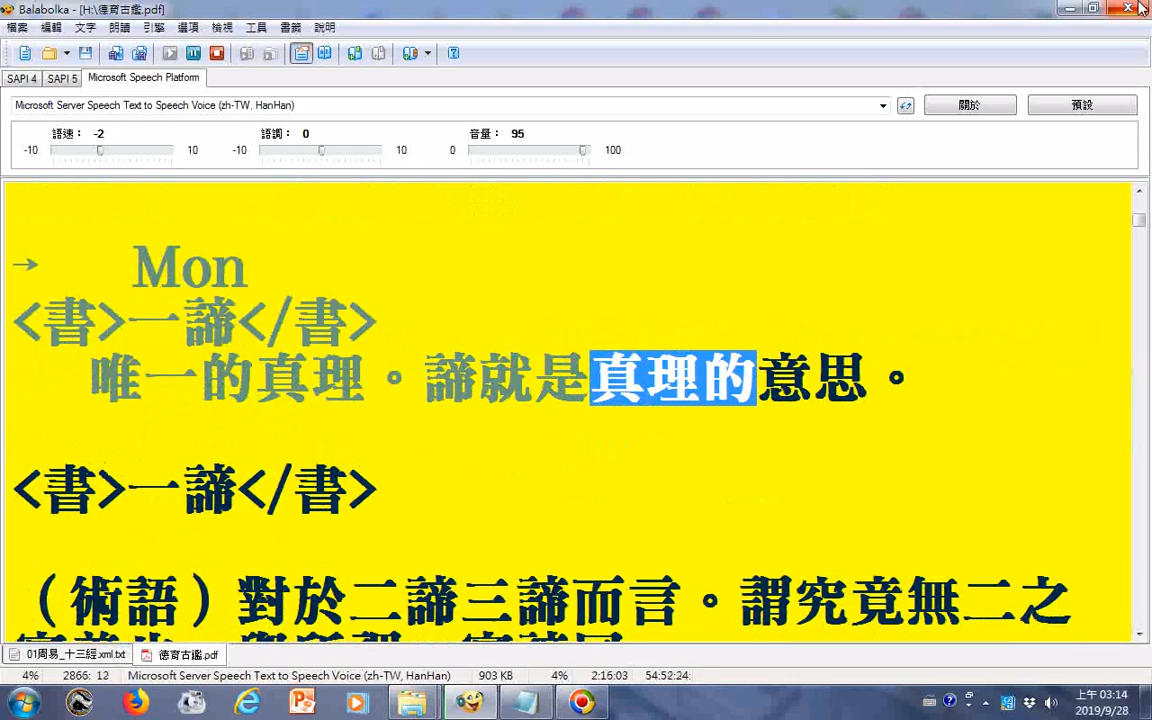 Balabolka - [H:\德育古鑑.pdf]
檔案 編輯 文字 朗讀 引擎 選項 檢視 工具 書籤 說明
SAPI 4 SAPI 5 Microsoft Speech Platform
Microsoft Server Speech Text to Speech Voice (zh-TW, HanHan)
關於 預設
語速： -2 語調： 0 音量： 95
-10 10 -10 10 0 100
→ Mon
<書>一諦</書>
唯一的真理。諦就是真理的意思。
<書>一諦</書>
（術語）對於二諦三諦而言。謂究竟無二之
01周易_十三經.xml.txt 德育古鑑.pdf
4% 2866: 12 Microsoft Server Speech Text to Speech Voice (zh-TW, HanHan) 903 KB 4% 2:16:03 54:52:24:
上午 03:14
2019/9/28